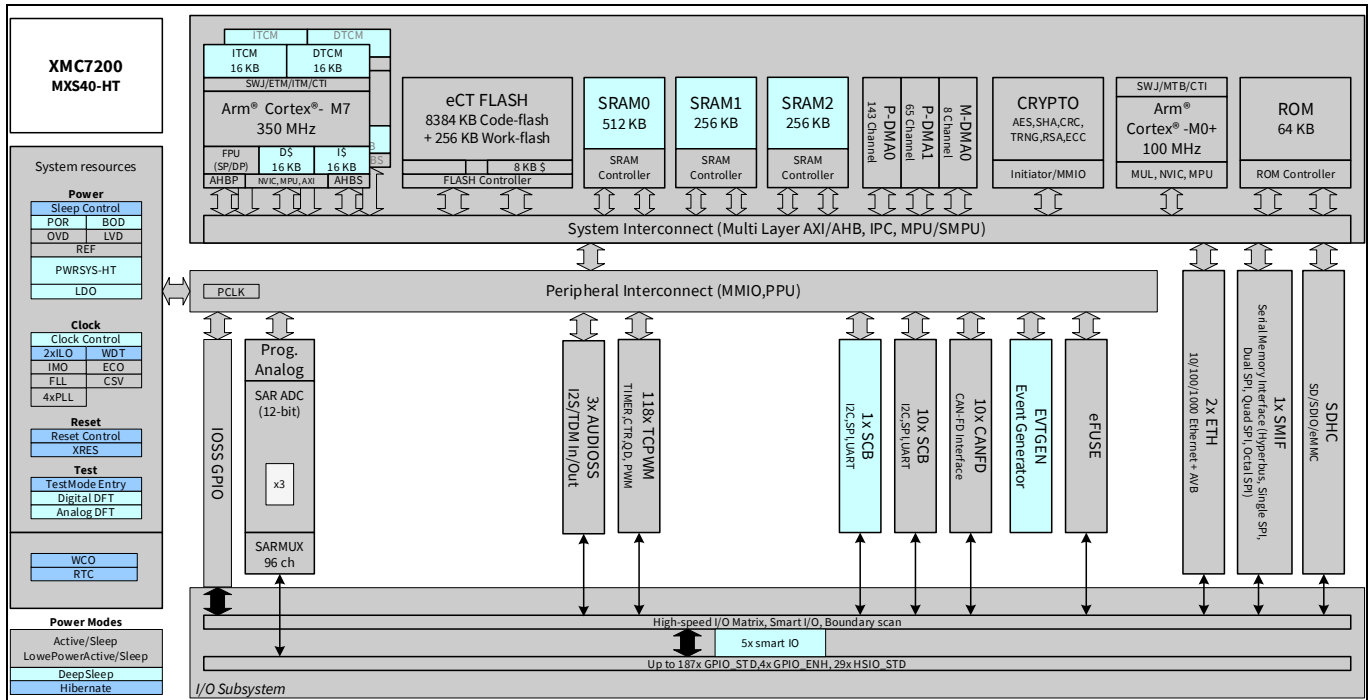 XMC7200
MXS40-HT
System resources
Power
Sleep Control
POR BOD
OVD LVD
REF
PWRSYS-HT
LDO
Clock
Clock Control
2xILO WDT
IMO ECO
FLL CSV
4xPLL
Reset
Reset Control
XRES
Test
TestMode Entry
Digital DFT
Analog DFT
WCO
RTC
Power Modes
Active/Sleep
LowePowerActive/Sleep
DeepSleep
Hibernate
ITCM DTCM
ITCM DTCM
16 KB 16 KB
SWJ/ETM/ITM/CTI
Arm® Cortex®- M7
350 MHz
FPU
(SP/DP)
D$
16 KB
I$
16 KB
AHBP NVIC, MPU, AXI AHBS
eCT FLASH
8384 KB Code-flash
+ 256 KB Work-flash
8 KB $
FLASH Controller
SRAM0
512 KB
SRAM
Controller
SRAM1
256 KB
SRAM
Controller
SRAM2
256 KB
SRAM
Controller
P-DMA0
143 Channel
P-DMA1
65 Channel
M-DMA0
8 Channel
CRYPTO
AES,SHA,CRC,
TRNG,RSA,ECC
Initiator/MMIO
SWJ/MTB/CTI
Arm®
Cortex®-M0+
100 MHz
MUL, NVIC, MPU
ROM
64 KB
ROM Controller
System Interconnect (Multi Layer AXI/AHB, IPC, MPU/SMPU)
PCLK
Peripheral Interconnect (MMIO,PPU)
IOSS GPIO
Prog.
Analog
SAR ADC
(12-bit)
x3
SARMUX
96 ch
3x AUDIOSS
I2S/TDM In/Out
118x TCPWM
TIMER,CTR,QD, PWM
1x SCB
I2C,SPI,UART
10x SCB
I2C,SPI,UART
10x CANFD
CAN-FD Interface
EVTGEN
Event Generator
eFUSE
2x ETH
10/100/1000 Ethernet + AVB
1x SMIF
Serial Memory Interface (Hyperbus, Single SPI,
Dual SPI, Quad SPI, Octal SPI)
SDHC
SD/SDIO/eMMC
High-speed I/O Matrix, Smart I/O, Boundary scan
5x smart IO
Up to 187x GPIO_STD,4x GPIO_ENH, 29x HSIO_STD
I/O Subsystem